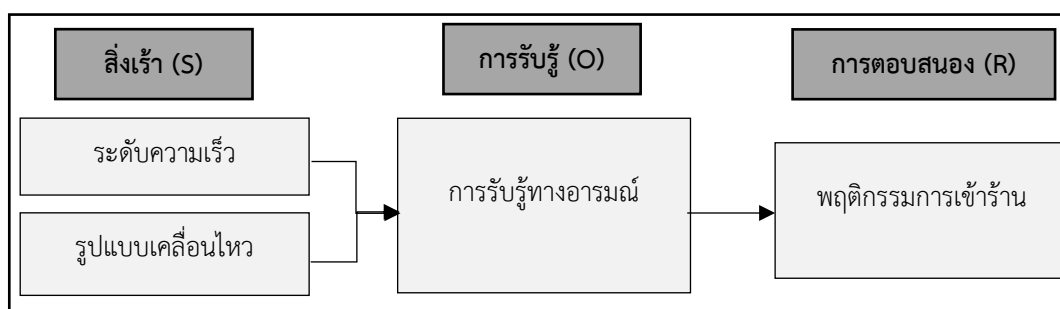 สิ่งเร้า (S)
การรับรู้ (O)
การตอบสนอง (R)
ระดับความเร็ว
รูปแบบเคลื่อนไหว
การรับรู้ทางอารมณ์
พฤติกรรมการเข้าร้าน